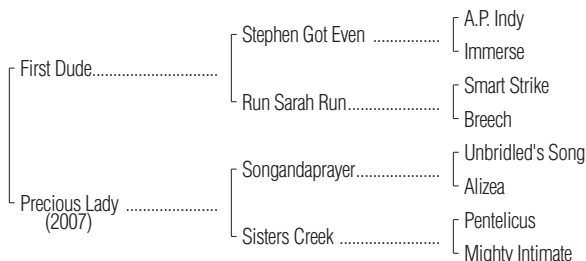 A.P. Indy
Stephen Got Even ................
Immerse
First Dude..............................
Smart Strike
Run Sarah Run......................
Breech
Unbridled's Song
Songandaprayer....................
Alizea
Precious Lady ......................
(2007)
Pentelicus
Sisters Creek ........................
Mighty Intimate